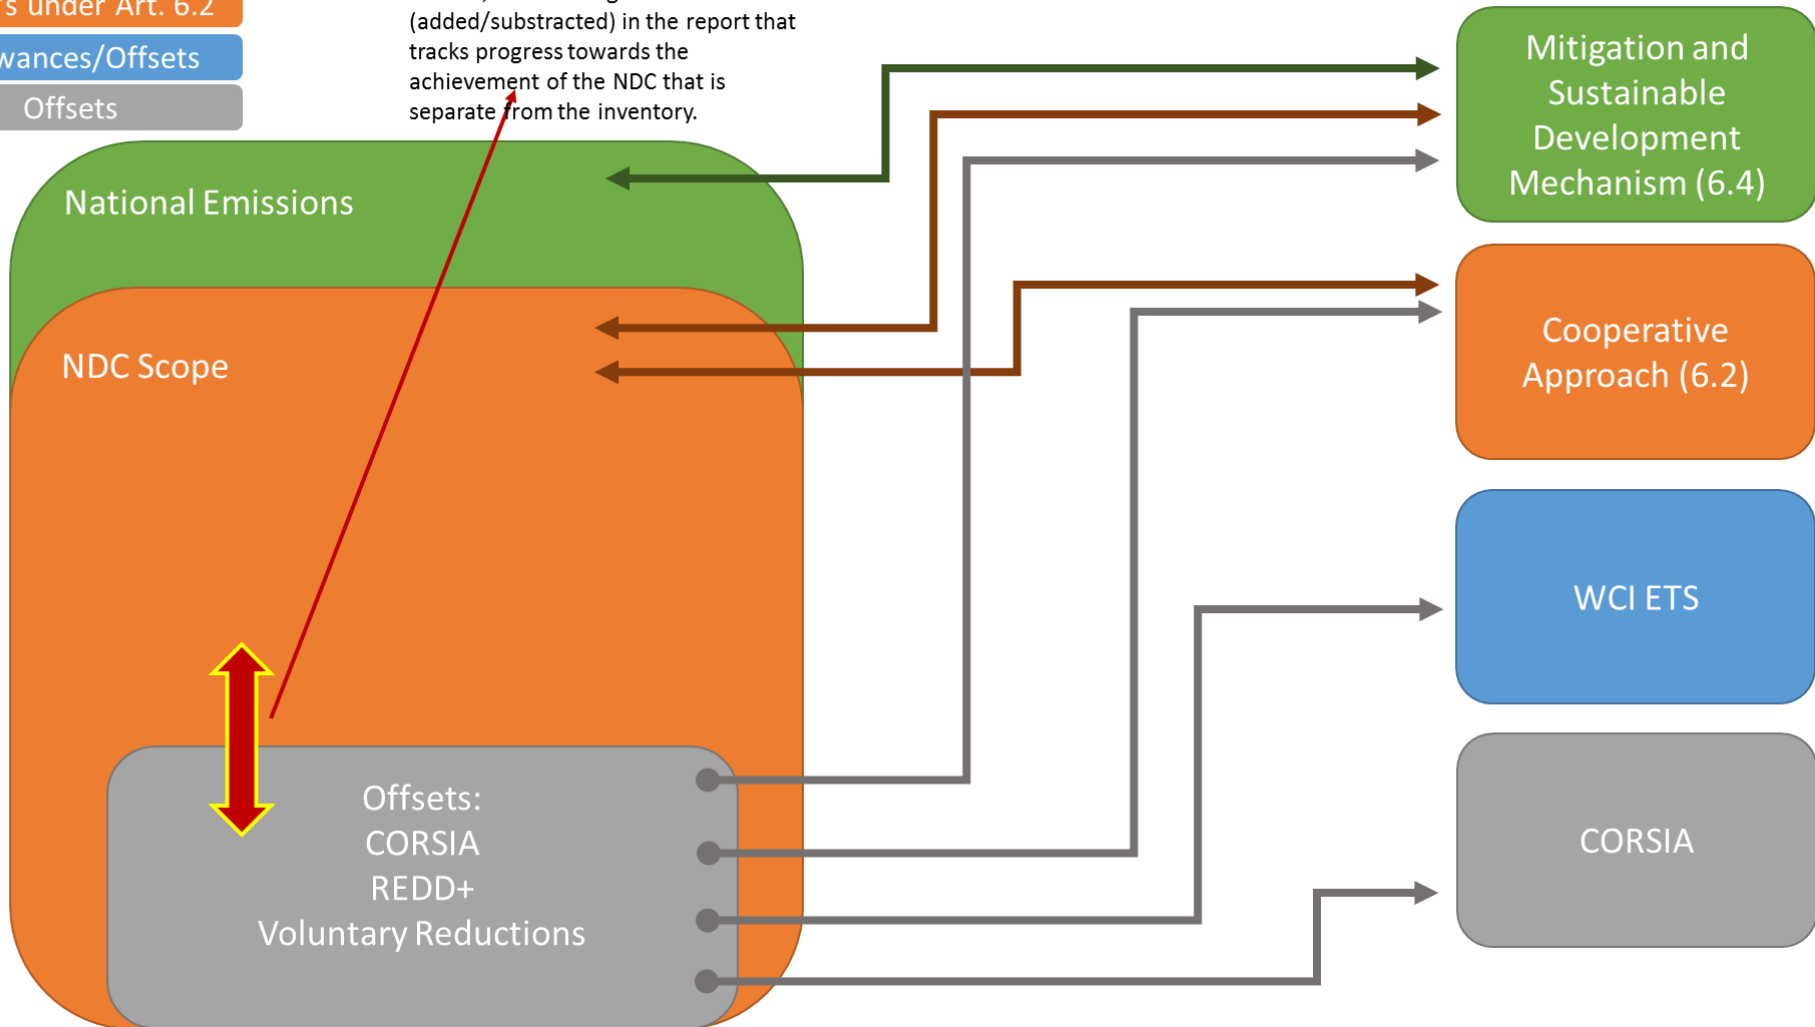 under Art. 6.2
/Offsets
Offsets
(added/substracted) in the report that
tracks progress towards the
achievement of the NDC that is
separate from the inventory.
National Emissions
NDC Scope
Offsets:
CORSIA
REDD+
Voluntary Reductions
Mitigation and
Sustainable
Development
Mechanism (6.4)
Cooperative
Approach (6.2)
WCI ETS
CORSIA